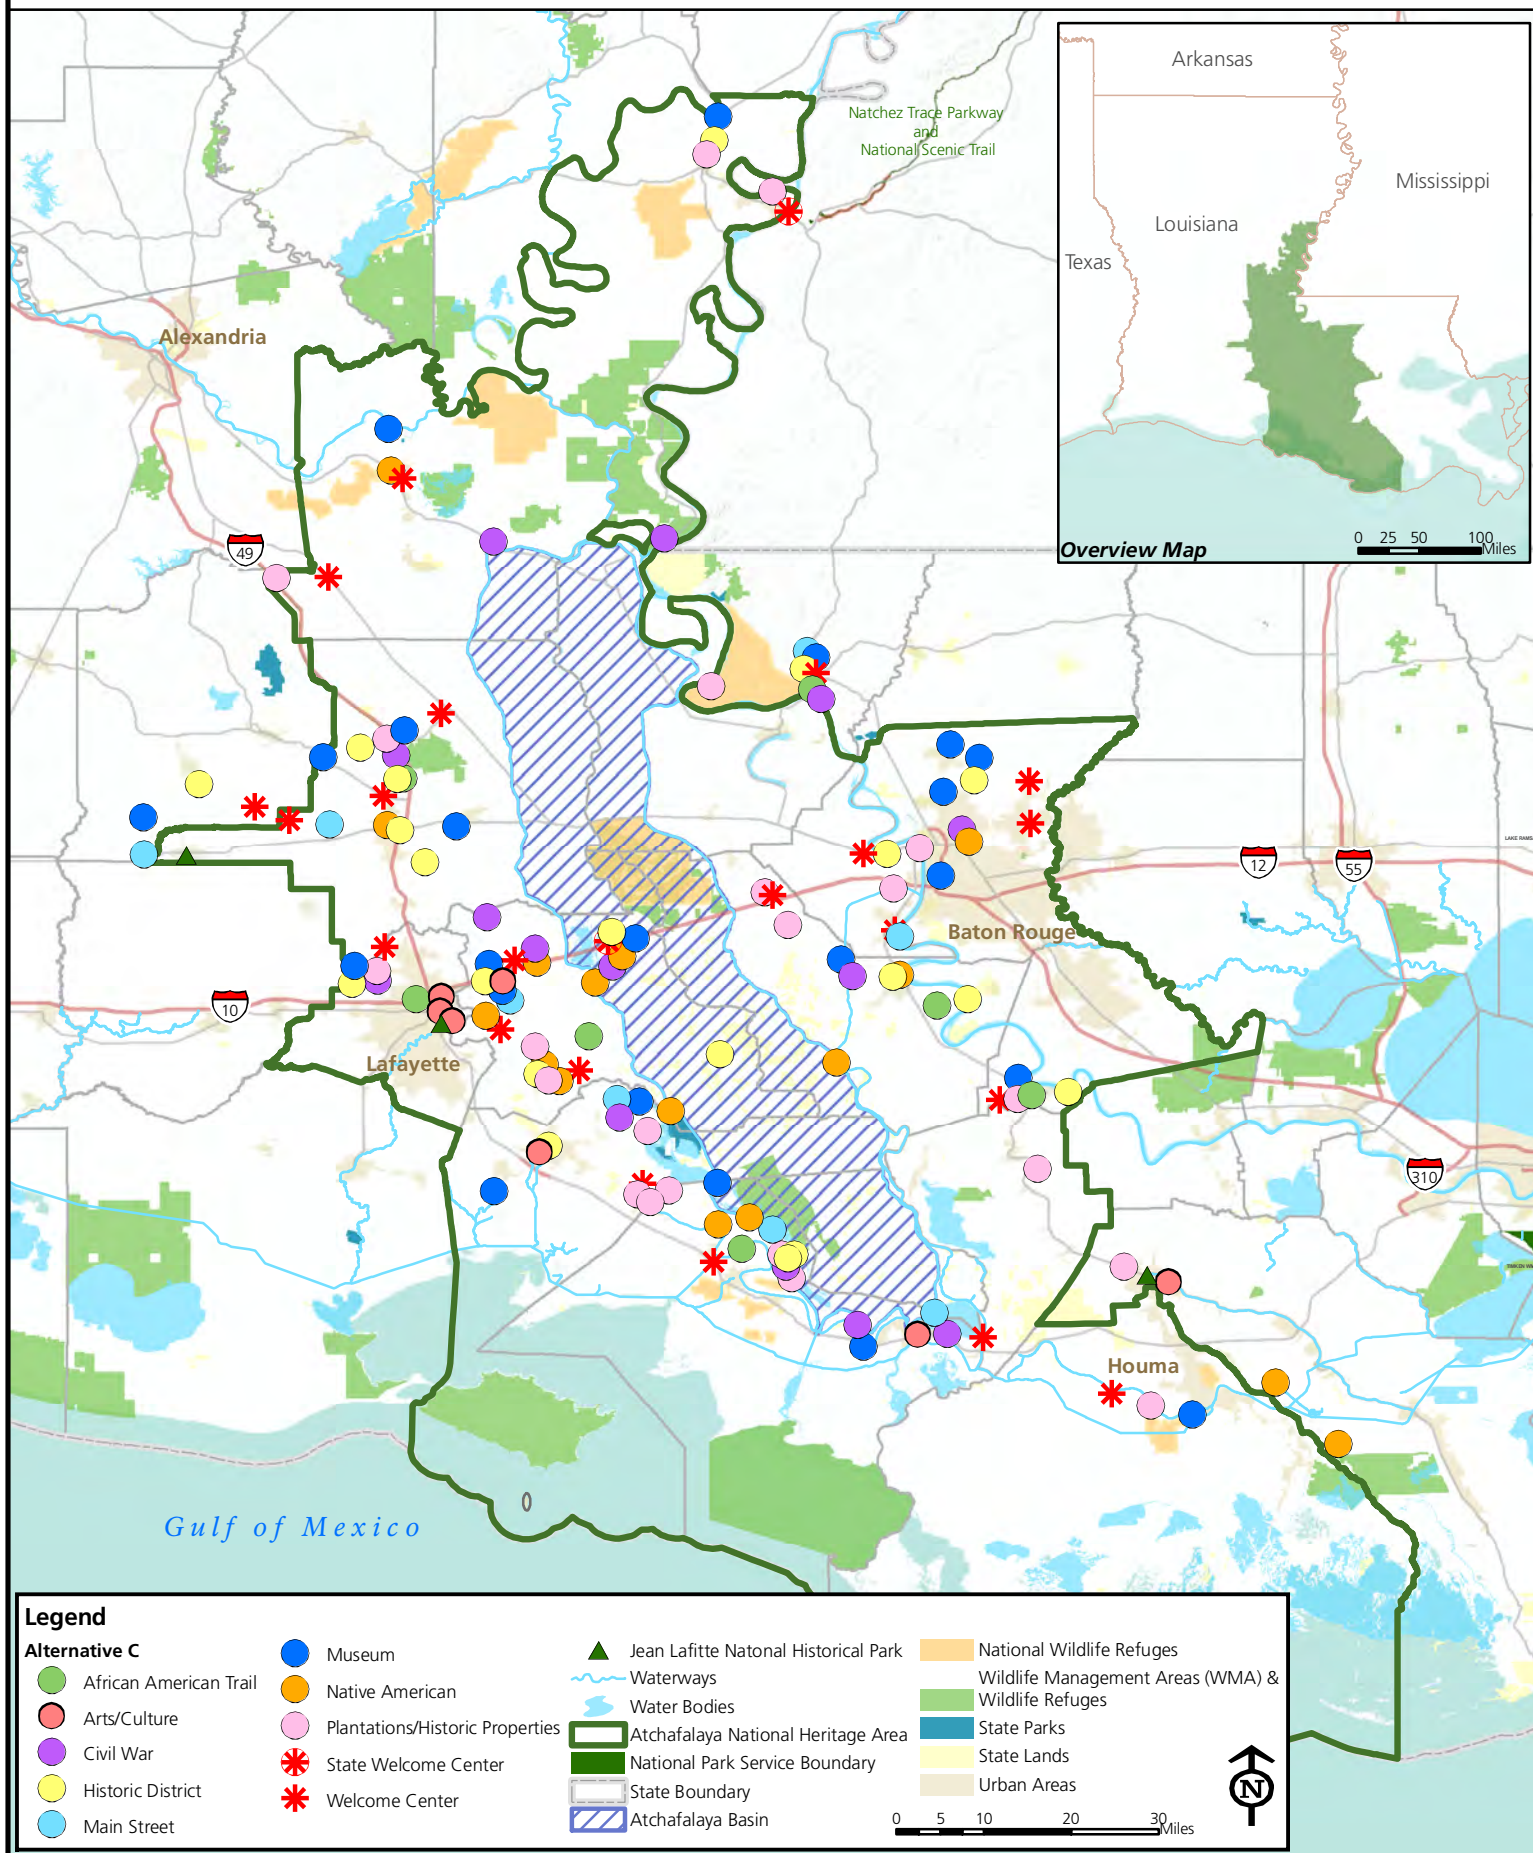 Arkansas
Mississippi
Louisiana
Texas
Overview Map
0 25 50 100
Miles
Natchez Trace Parkway
and
National Scenic Trail
Alexandria
49
12
55
Baton Rouge
10
Lafayette
310
Houma
Gulf of Mexico
Legend
Alternative C
African American Trail
Arts/Culture
Civil War
Historic District
Main Street
Museum
Native American
Plantations/Historic Properties
State Welcome Center
Welcome Center
Jean Lafitte Natonal Historical Park
Waterways
Water Bodies
Atchafalaya National Heritage Area
National Park Service Boundary
State Boundary
Atchafalaya Basin
National Wildlife Refuges
Wildlife Management Areas (WMA) &
Wildlife Refuges
State Parks
State Lands
Urban Areas
0 5 10 20 30
Miles
N